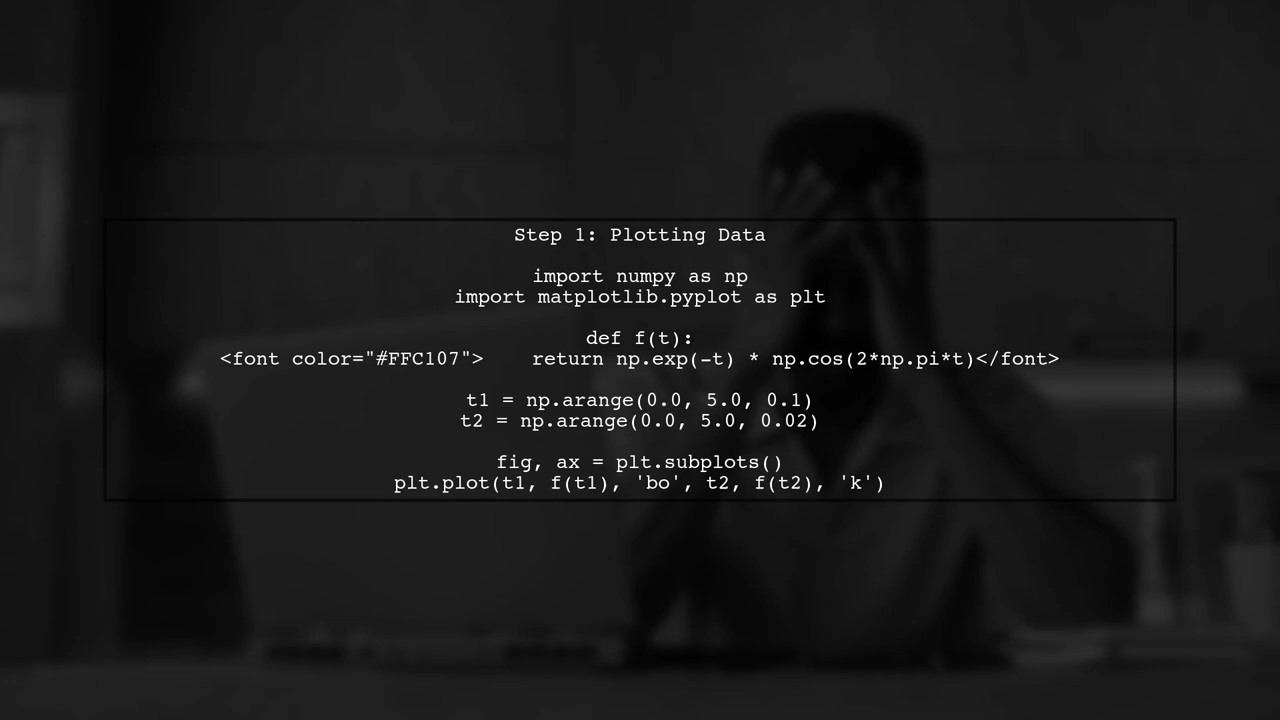 Step 1: Plotting Data
import numpy as np
import matplotlib.pyplot as plt
def f(t):
<font color="#FFC107">    return np.exp(-t) * np.cos(2*np.pi*t)</font>
t1 = np.arange(0.0, 5.0, 0.1)
t2 = np.arange(0.0, 5.0, 0.02)
fig, ax = plt.subplots()
plt.plot(t1, f(t1), 'bo', t2, f(t2), 'k')